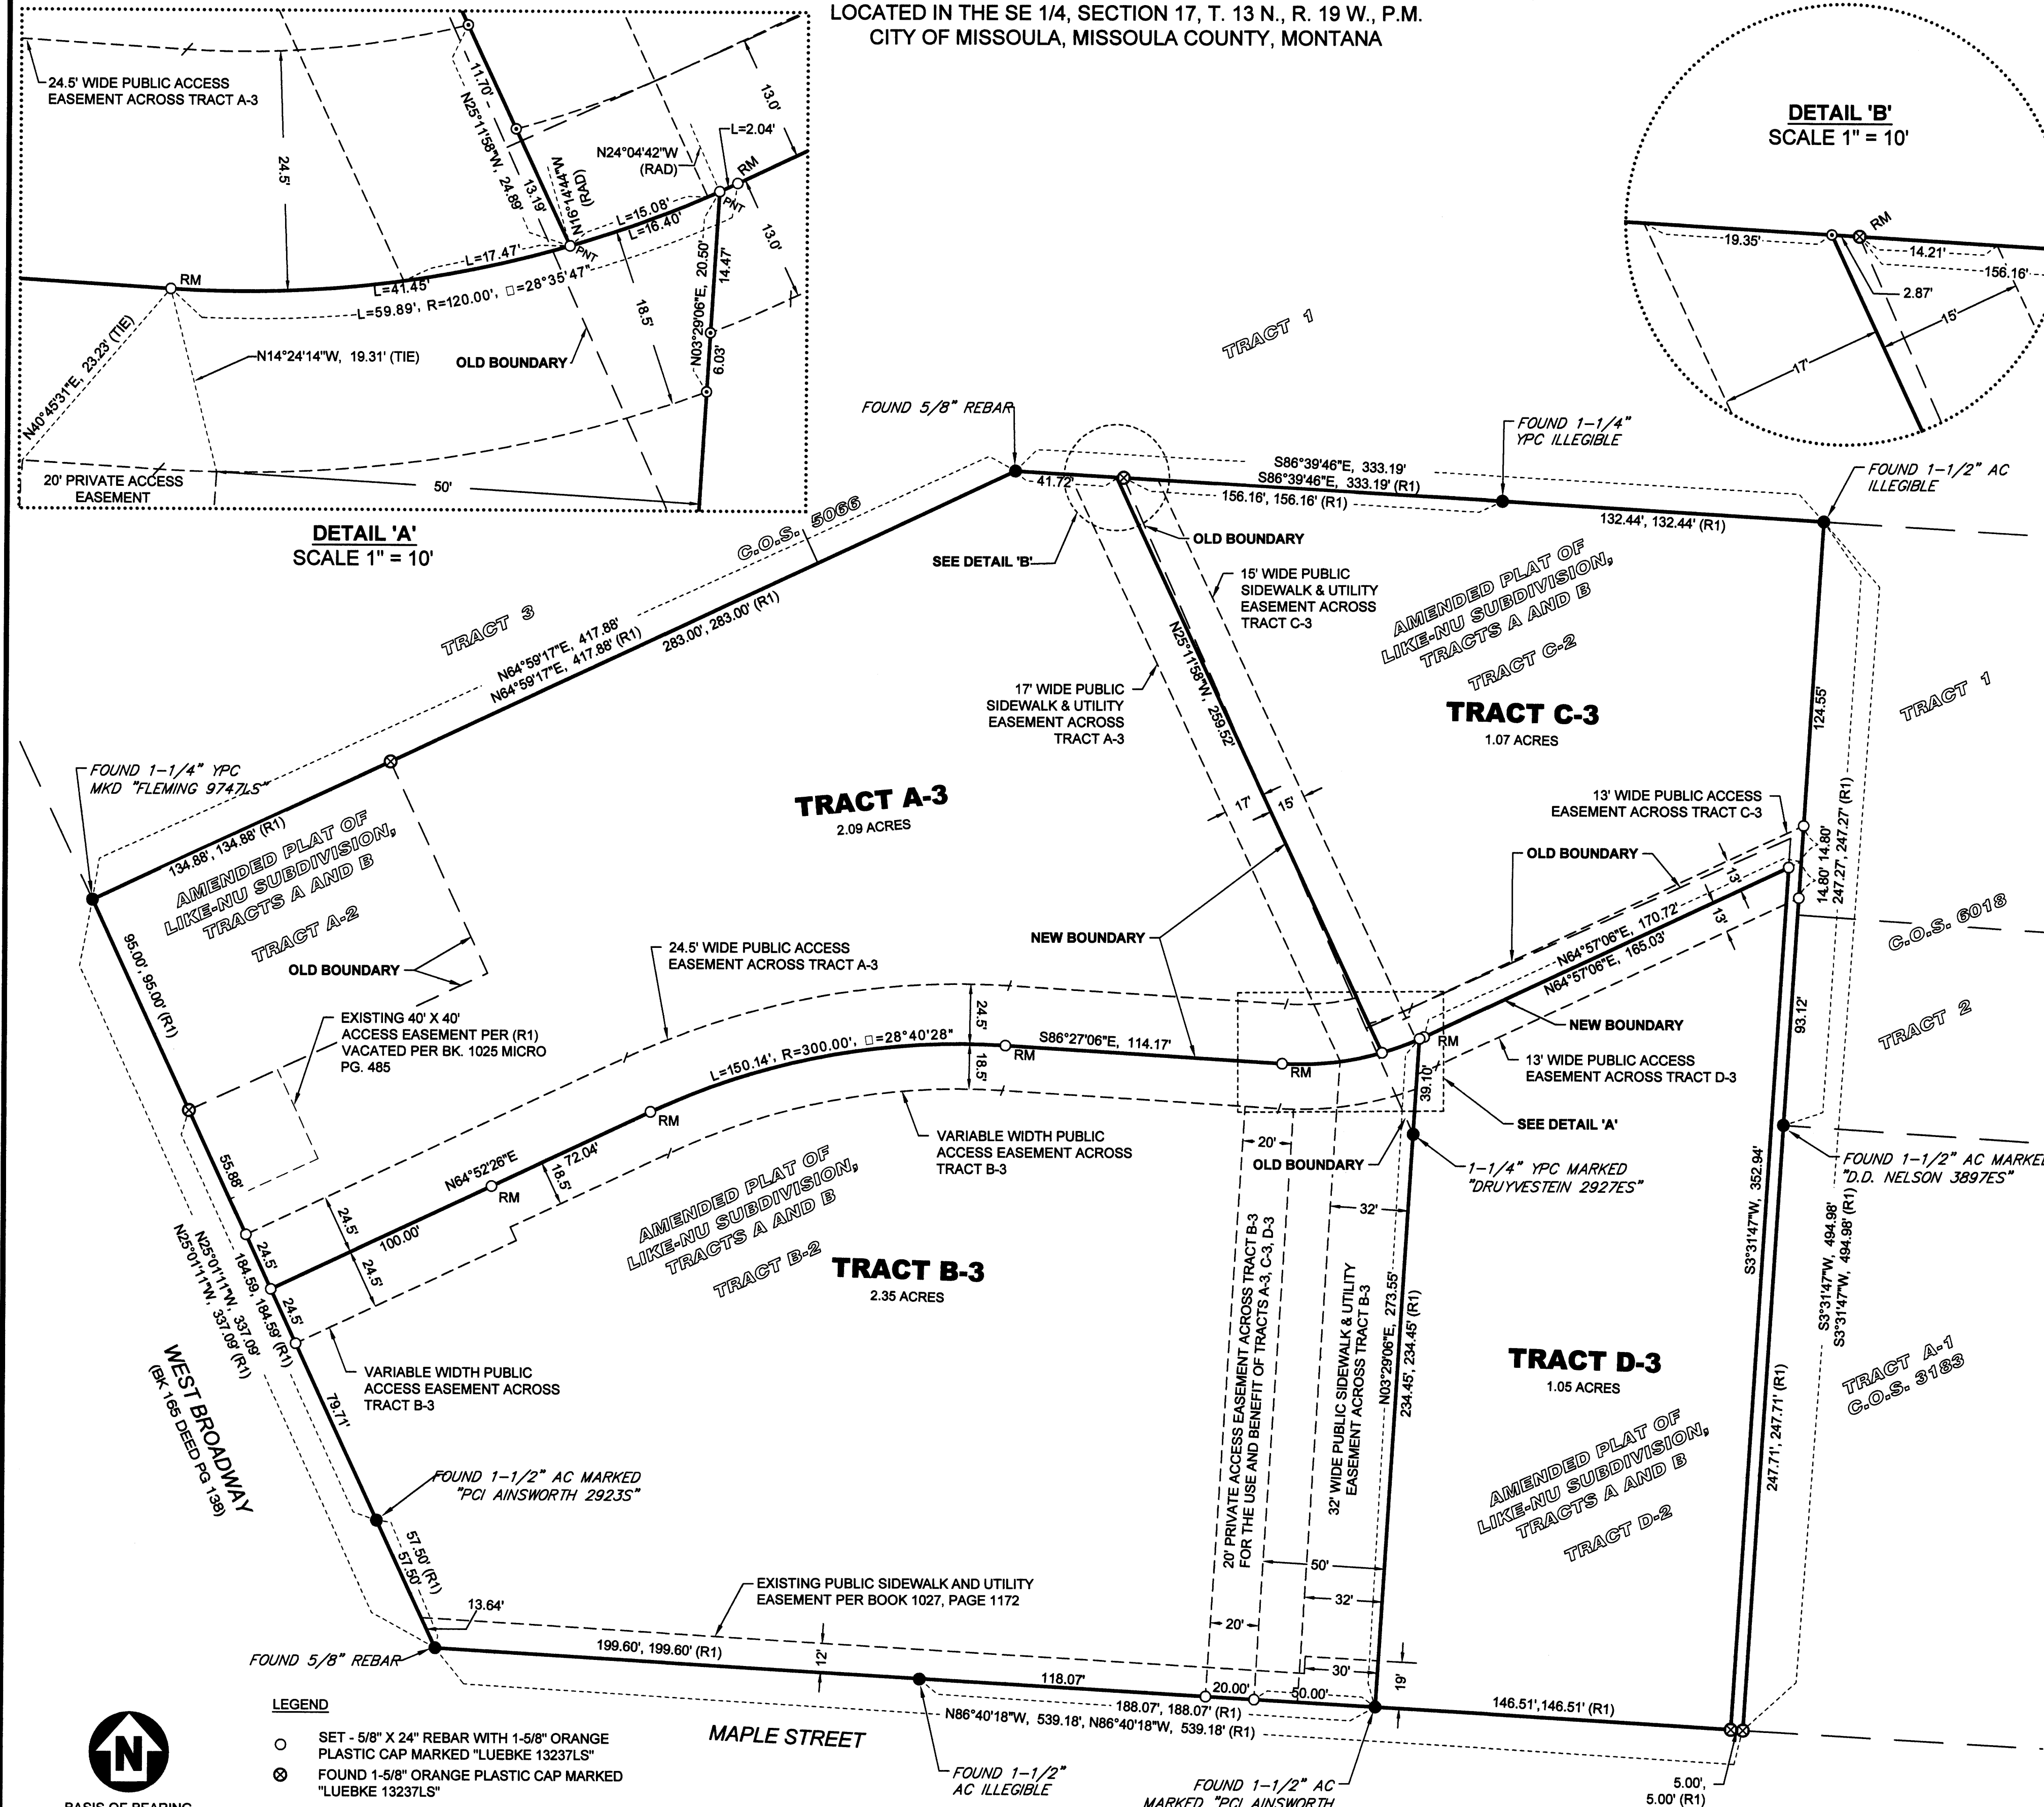 LOCATED IN THE SE 1/4, SECTION 17, T. 13 N., R. 19 W., P.M.
CITY OF MISSOULA, MISSOULA COUNTY, MONTANA
24.5' WIDE PUBLIC ACCESS
EASEMENT ACROSS TRACT A-3
24.5'
11.70'
N25°11'58"W, 24.89'
13.19'
N16°14'44"W
(RAD)
N24°04'42"W
(RAD)
L=2.04'
13.0'
RM
PNT
L=15.08'
L=16.40'
PNT
L=17.47'
L=41.45'
L=59.89', R=120.00', □=28°35'47"
RM
13.0'
N03°29'06"E, 20.50'
14.47'
6.03'
18.5'
N40°45'31"E, 23.23' (TIE)
N14°24'14"W, 19.31' (TIE)
OLD BOUNDARY
20' PRIVATE ACCESS
EASEMENT
50'
DETAIL 'A'
SCALE 1" = 10'
DETAIL 'B'
SCALE 1" = 10'
RM
19.35'
14.21'
156.16'
2.87'
15'
17'
TRACT 1
FOUND 5/8" REBAR
FOUND 1-1/4"
YPC ILLEGIBLE
FOUND 1-1/2" AC
ILLEGIBLE
S86°39'46"E, 333.19'
S86°39'46"E, 333.19' (R1)
41.72'
156.16', 156.16' (R1)
132.44', 132.44' (R1)
C.O.S. 5066
SEE DETAIL 'B'
OLD BOUNDARY
15' WIDE PUBLIC
SIDEWALK & UTILITY
EASEMENT ACROSS
TRACT C-3
AMENDED PLAT OF
LIKE-NU SUBDIVISION,
TRACTS A AND B
TRACT C-2
TRACT 3
N64°59'17"E, 417.88'
N64°59'17"E, 417.88' (R1)
283.00', 283.00' (R1)
N25°11'58"W, 259.52'
17' WIDE PUBLIC
SIDEWALK & UTILITY
EASEMENT ACROSS
TRACT A-3
TRACT C-3
1.07 ACRES
124.55'
TRACT 1
FOUND 1-1/4" YPC
MKD "FLEMING 9747LS"
134.88', 134.88' (R1)
AMENDED PLAT OF
LIKE-NU SUBDIVISION,
TRACTS A AND B
TRACT A-2
OLD BOUNDARY
TRACT A-3
2.09 ACRES
17'
15'
13' WIDE PUBLIC ACCESS
EASEMENT ACROSS TRACT C-3
OLD BOUNDARY
13'
13'
14.80' 14.80'
247.27', 247.27' (R1)
C.O.S. 6018
N64°57'06"E, 170.72'
N64°57'06"E, 165.03'
95.00', 95.00' (R1)
24.5' WIDE PUBLIC ACCESS
EASEMENT ACROSS TRACT A-3
NEW BOUNDARY
EXISTING 40' X 40'
ACCESS EASEMENT PER (R1)
VACATED PER BK. 1025 MICRO
PG. 485
24.5'
18.5'
L=150.14', R=300.00', □=28°40'28"
RM
S86°27'06"E, 114.17'
RM
RM
NEW BOUNDARY
93.12'
TRACT 2
39.10'
13' WIDE PUBLIC ACCESS
EASEMENT ACROSS TRACT D-3
SEE DETAIL 'A'
55.88'
N64°52'26"E
72.04'
RM
RM
18.5'
VARIABLE WIDTH PUBLIC
ACCESS EASEMENT ACROSS
TRACT B-3
20'
OLD BOUNDARY
1-1/4" YPC MARKED
"DRUYVESTEIN 2927ES"
FOUND 1-1/2" AC MARKED
"D.D. NELSON 3897ES"
24.5'
24.5'
100.00'
24.5'
24.5'
N25°01'11"W, 337.09'
N25°01'11"W, 337.09' (R1)
184.59, 184.59' (R1)
AMENDED PLAT OF
LIKE-NU SUBDIVISION,
TRACTS A AND B
TRACT B-2
TRACT B-3
2.35 ACRES
32'
20' PRIVATE ACCESS EASEMENT ACROSS TRACT B-3
FOR THE USE AND BENEFIT OF TRACTS A-3, C-3, D-3
32' WIDE PUBLIC SIDEWALK & UTILITY
EASEMENT ACROSS TRACT B-3
N03°29'06"E, 273.55'
234.45', 234.45' (R1)
S3°31'47"W, 352.94'
S3°31'47"W, 494.98'
S3°31'47"W, 494.98' (R1)
247.71', 247.71' (R1)
TRACT D-3
1.05 ACRES
TRACT A-1
C.O.S. 3183
AMENDED PLAT OF
LIKE-NU SUBDIVISION,
TRACTS A AND B
TRACT D-2
WEST BROADWAY
(BK 165 DEED PG 138)
VARIABLE WIDTH PUBLIC
ACCESS EASEMENT ACROSS
TRACT B-3
79.71'
FOUND 1-1/2" AC MARKED
"PCI AINSWORTH 2923S"
57.50' (R1)
57.50'
13.64'
EXISTING PUBLIC SIDEWALK AND UTILITY
EASEMENT PER BOOK 1027, PAGE 1172
50'
32'
20'
30'
19'
FOUND 5/8" REBAR
199.60', 199.60' (R1)
12'
118.07'
20.00'
50.00'
188.07', 188.07' (R1)
N86°40'18"W, 539.18', N86°40'18"W, 539.18' (R1)
146.51',146.51' (R1)
MAPLE STREET
FOUND 1-1/2"
AC ILLEGIBLE
FOUND 1-1/2" AC
MARKED "PCI AINSWORTH
5.00',
5.00' (R1)
LEGEND
SET - 5/8" X 24" REBAR WITH 1-5/8" ORANGE
PLASTIC CAP MARKED "LUEBKE 13237LS"
FOUND 1-5/8" ORANGE PLASTIC CAP MARKED
"LUEBKE 13237LS"
N
BASIS OF BEARING